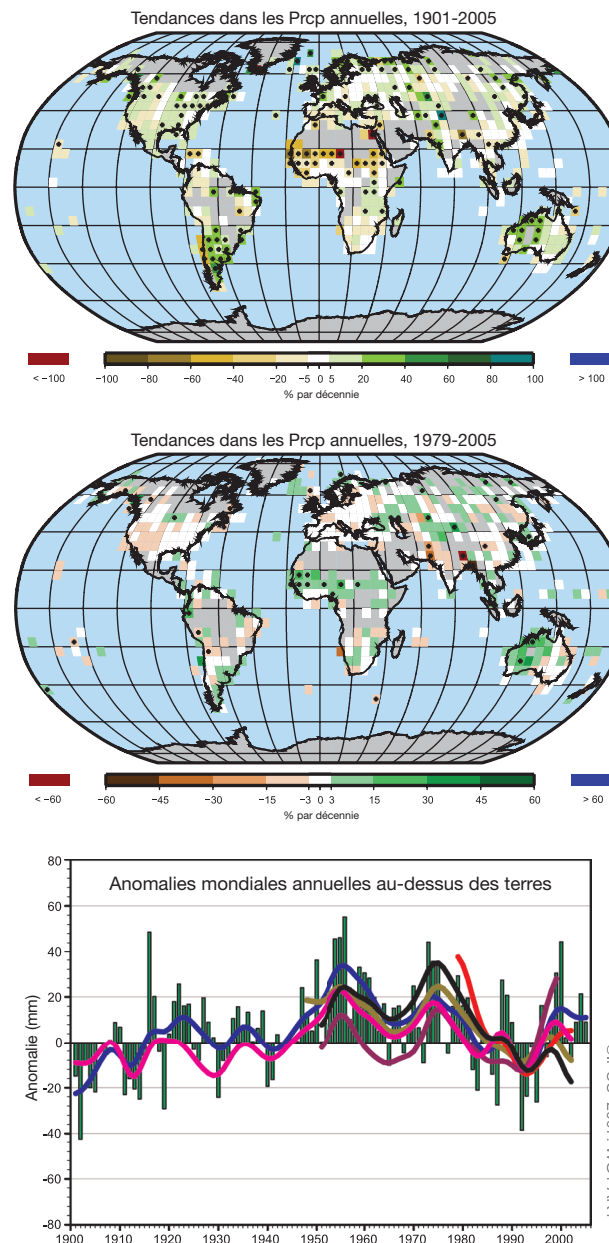 Tendances dans les Prcp annuelles, 1901-2005
< −100 −100 −80 −60 −40 −20 −5 0 5 20 40 60 80 100 > 100
% par décennie
Tendances dans les Prcp annuelles, 1979-2005
< −60 −60 −45 −30 −15 −3 0 3 15 30 45 60 > 60
% par décennie
Anomalies mondiales annuelles au-dessus des terres
Anomalie (mm)
80
60
40
20
0
-20
-40
-60
-80
1900 1910 1920 1930 1940 1950 1960 1970 1980 1990 2000